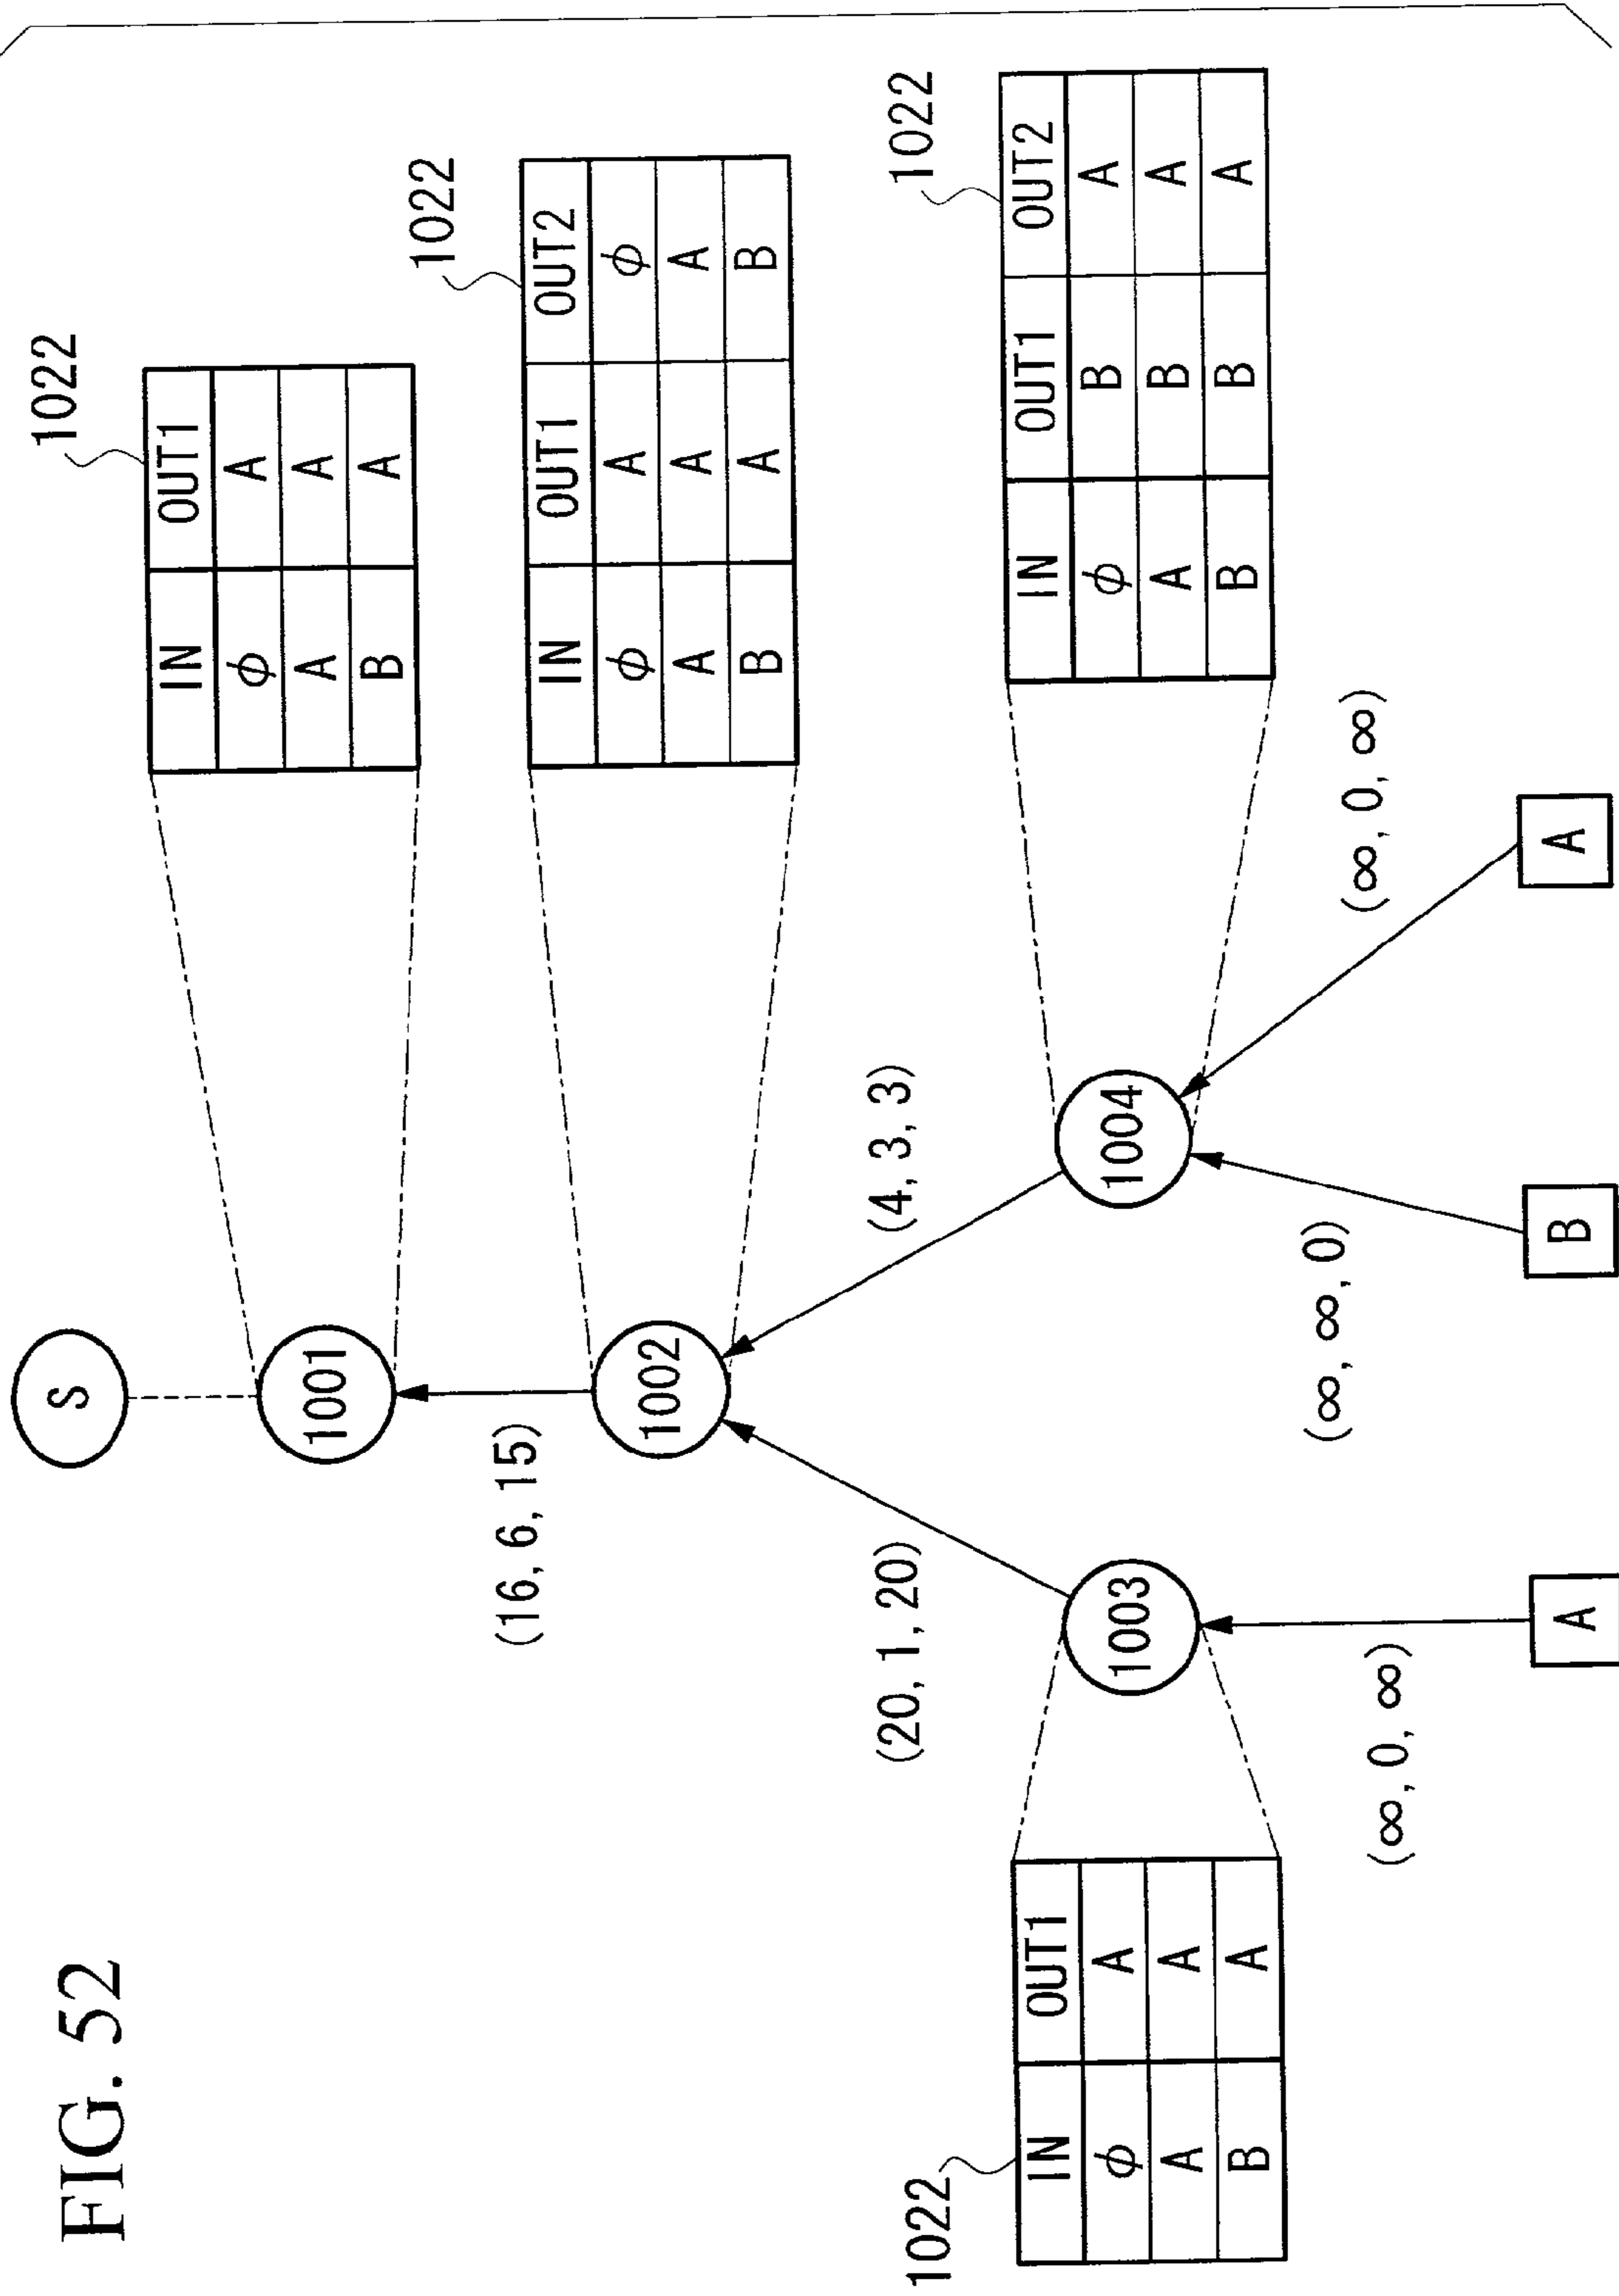 FIG. 52
S
1001
1022
IN OUT1
φ A
A A
B A
(16, 6, 15)
1002
1022
IN OUT1 OUT2
φ A φ
A A A
B A B
(20, 1, 20)
(4, 3, 3)
1022
IN OUT1
φ A
A A
B A
1003
1004
1022
IN OUT1 OUT2
φ B A
A B A
B B A
(∞, 0, ∞)
(∞, ∞, 0)
(∞, 0, ∞)
A
B
A